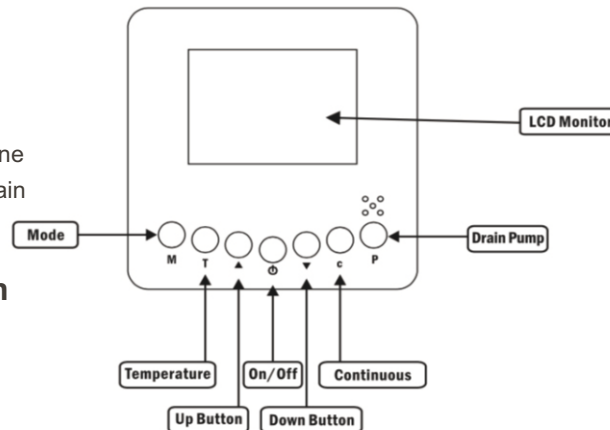 LCD Monitor
ne
ain
Mode
Drain Pump
M
T
▲
▼
c
P
n
Temperature
On/Off
Continuous
Up Button
Down Button